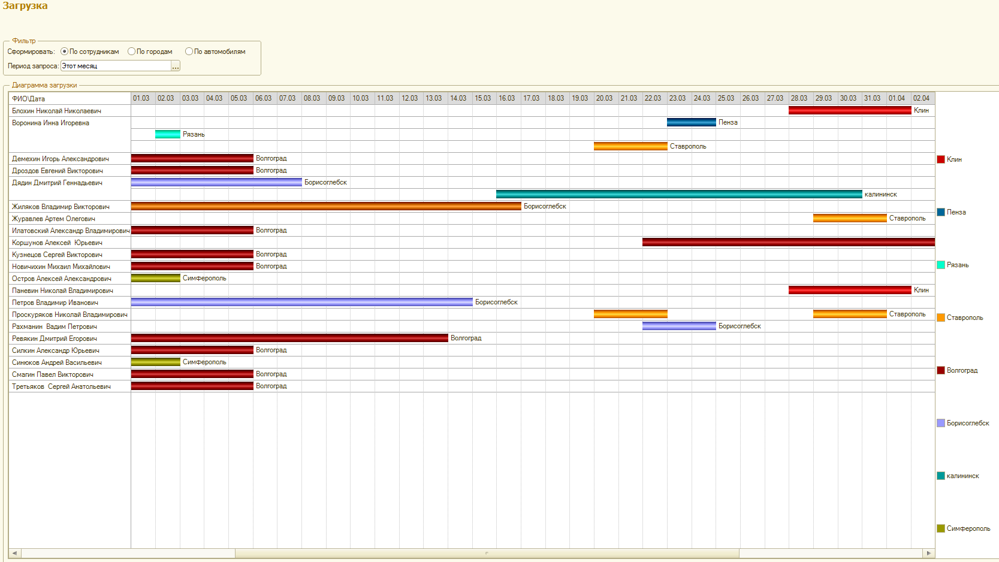 Загрузка
Фильтр
Сформировать: По сотрудникам По городам По автомобилям
Период запроса: Этот месяц ...
Диаграмма загрузки
ФИО\Дата 01.03 02.03 03.03 04.03 05.03 06.03 07.03 08.03 09.03 10.03 11.03 12.03 13.03 14.03 15.03 16.03 17.03 18.03 19.03 20.03 21.03 22.03 23.03 24.03 25.03 26.03 27.03 28.03 29.03 30.03 31.03 01.04 02.04
Блохин Николай Николаевич Клин
Воронина Инна Игоревна Пенза
Рязань
Ставрополь
Демехин Игорь Александрович Волгоград
Дроздов Евгений Викторович Волгоград
Дядин Дмитрий Геннадьевич Борисоглебск
калининск
Жиляков Владимир Викторович Борисоглебск
Журавлев Артем Олегович Ставрополь
Илатовский Александр Владимирович Волгоград
Коршунов Алексей  Юрьевич
Кузнецов Сергей Викторович Волгоград
Новичихин Михаил Михайлович Волгоград
Остров Алексей Александрович Симферополь
Паневин Николай Владимирович Клин
Петров Владимир Иванович Борисоглебск
Проскуряков Николай Владимирович Ставрополь
Рахманин  Вадим Петрович Борисоглебск
Ревякин Дмитрий Егорович Волгоград
Силкин Александр Юрьевич Волгоград
Синюков Андрей Васильевич Симферополь
Смагин Павел Викторович Волгоград
Третьяков  Сергей Анатольевич Волгоград
Клин
Пенза
Рязань
Ставрополь
Волгоград
Борисоглебск
калининск
Симферополь